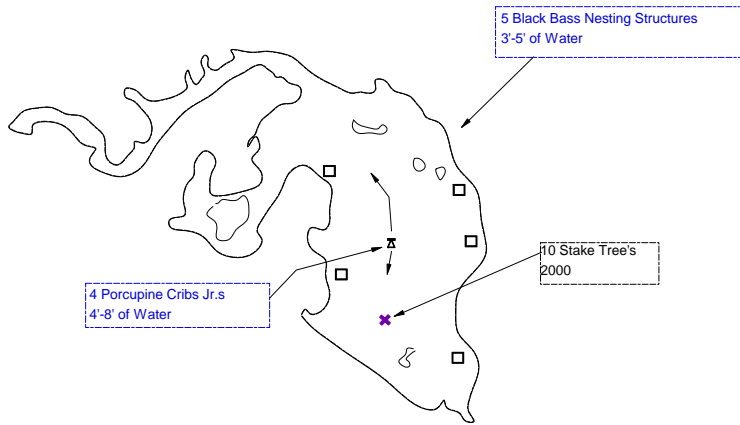 5 Black Bass Nesting Structures
3'-5' of Water
10 Stake Tree's
2000
4 Porcupine Cribs Jr.s
4'-8' of Water